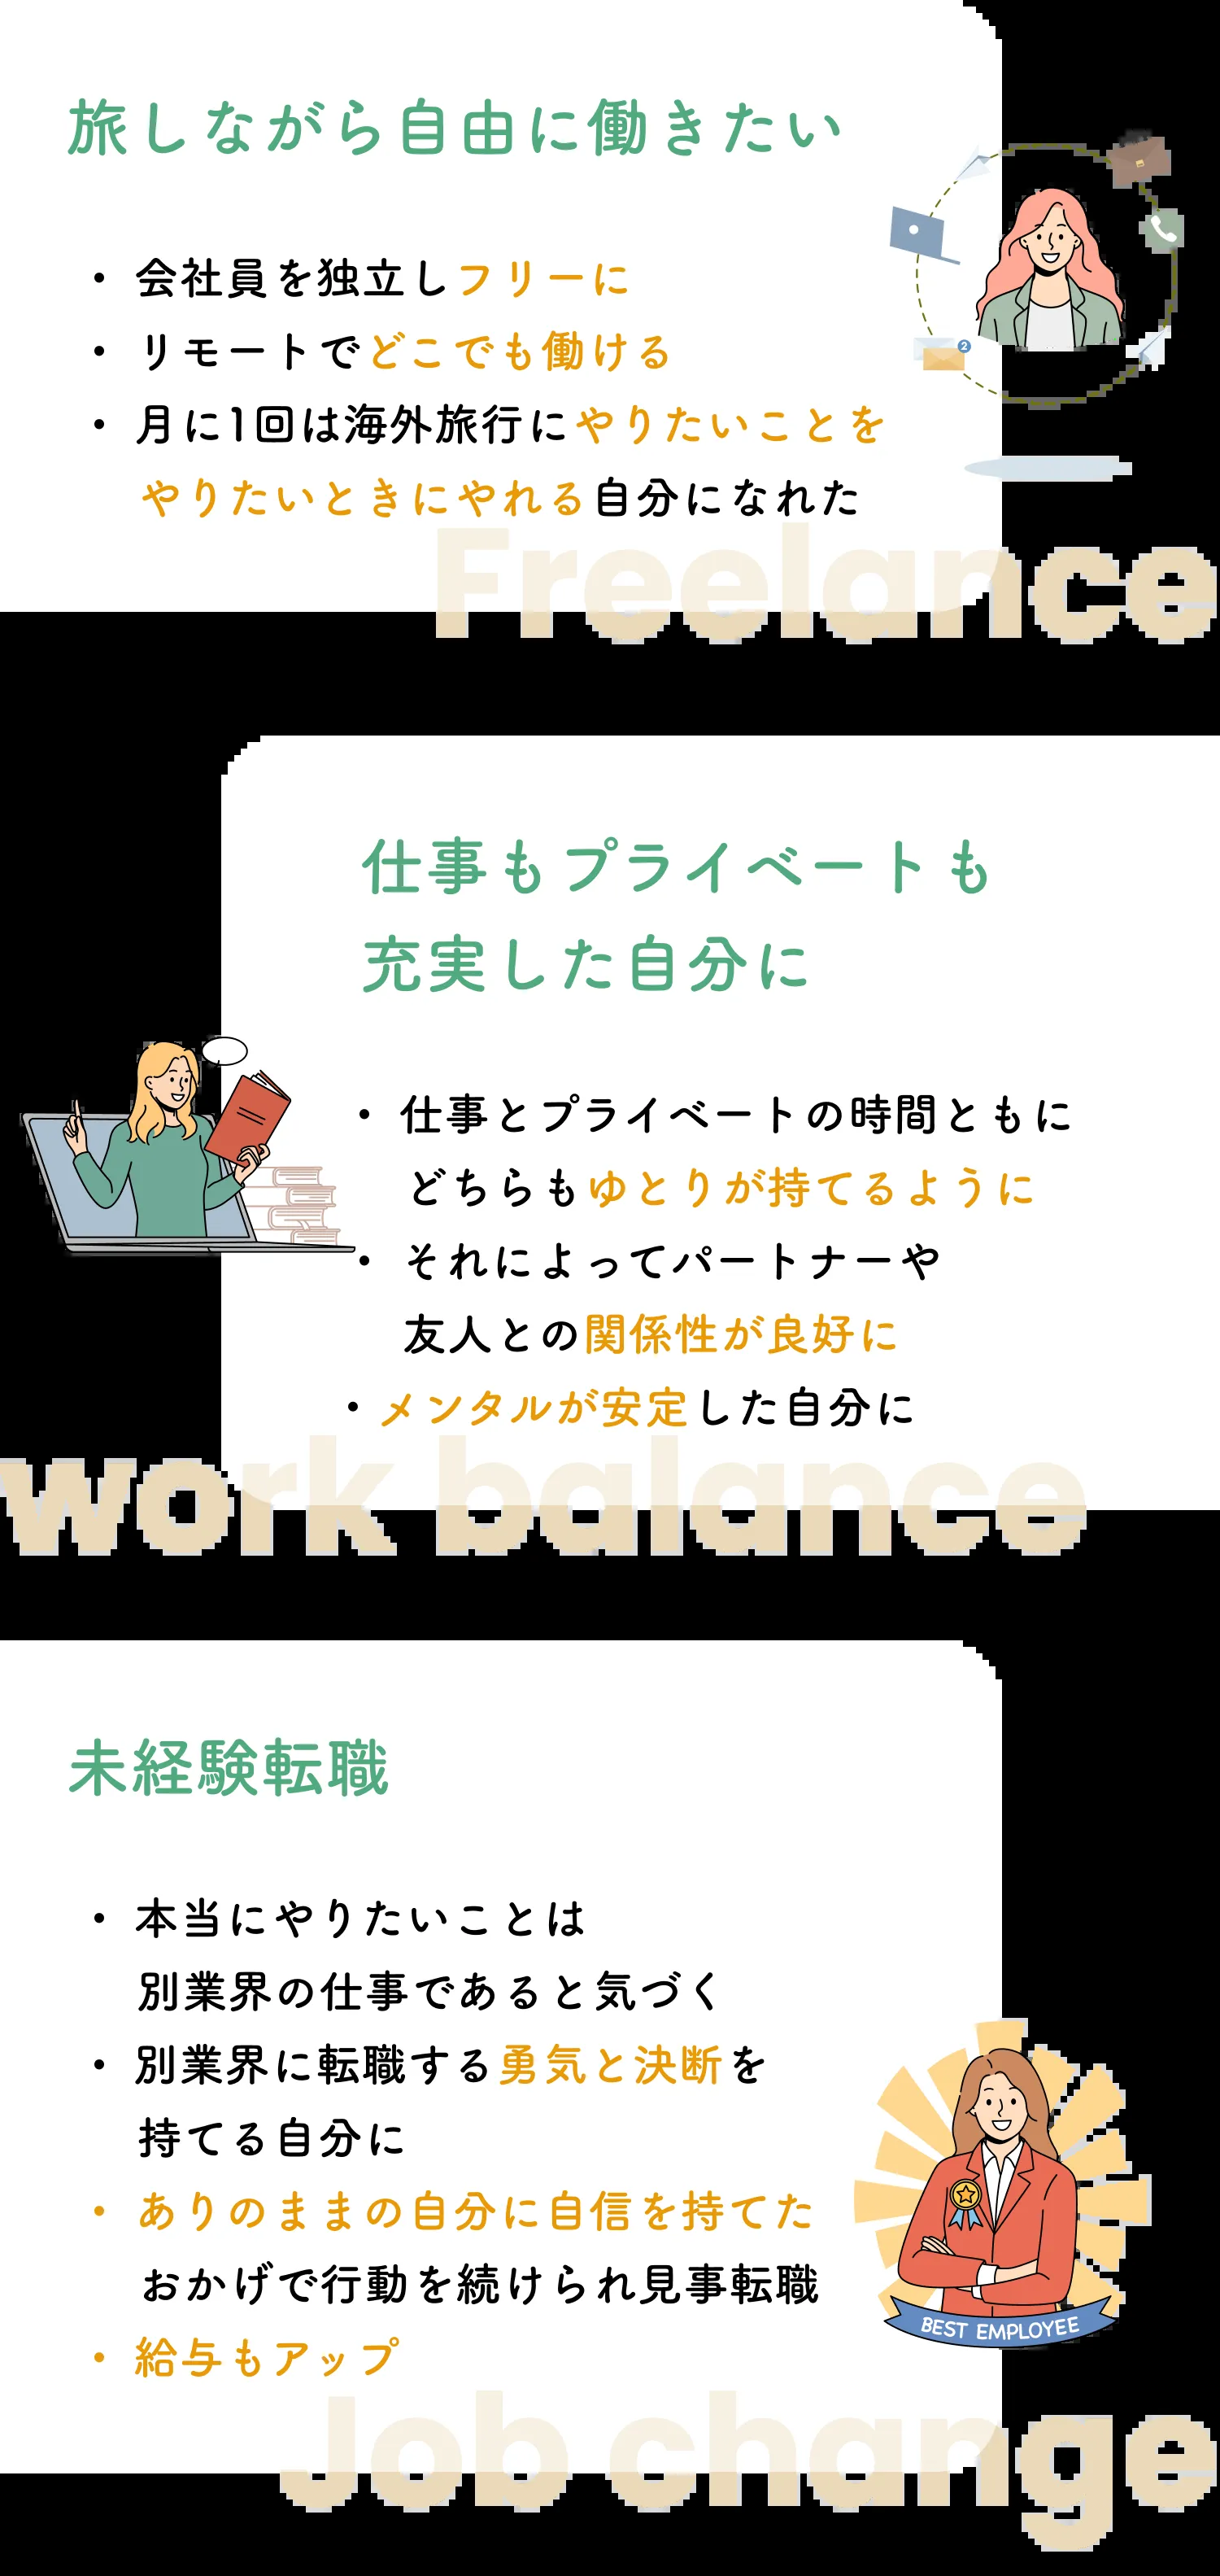 旅しながら自由に働きたい
・会社員を独立しフリーに
・リモートでどこでも働ける
・月に1回は海外旅行にやりたいことを
やりたいときにやれる自分になれた
2
Freelance
仕事もプライベートも
充実した自分に
・仕事とプライベートの時間ともに
どちらもゆとりが持てるように
・それによってパートナーや
友人との関係性が良好に
・メンタルが安定した自分に
work balance
未経験転職
・本当にやりたいことは
別業界の仕事であると気づく
・別業界に転職する勇気と決断を
持てる自分に
・ありのままの自分に自信を持てた
おかげで行動を続けられ見事転職
・給与もアップ
BEST EMPLOYEE
Job change